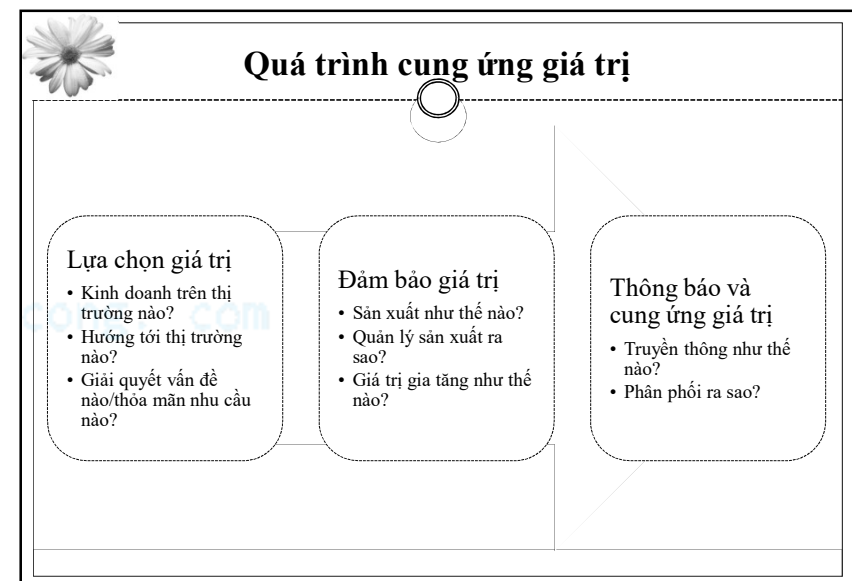 Quá trình cung ứng giá trị
Lựa chọn giá trị
• Kinh doanh trên thị
trường nào?
• Hướng tới thị trường
nào?
• Giải quyết vấn đề
nào/thỏa mãn nhu cầu
nào?
Đảm bảo giá trị
• Sản xuất như thế nào?
• Quản lý sản xuất ra
sao?
• Giá trị gia tăng như thế
nào?
Thông báo và
cung ứng giá trị
• Truyền thông như thế
nào?
• Phân phối ra sao?